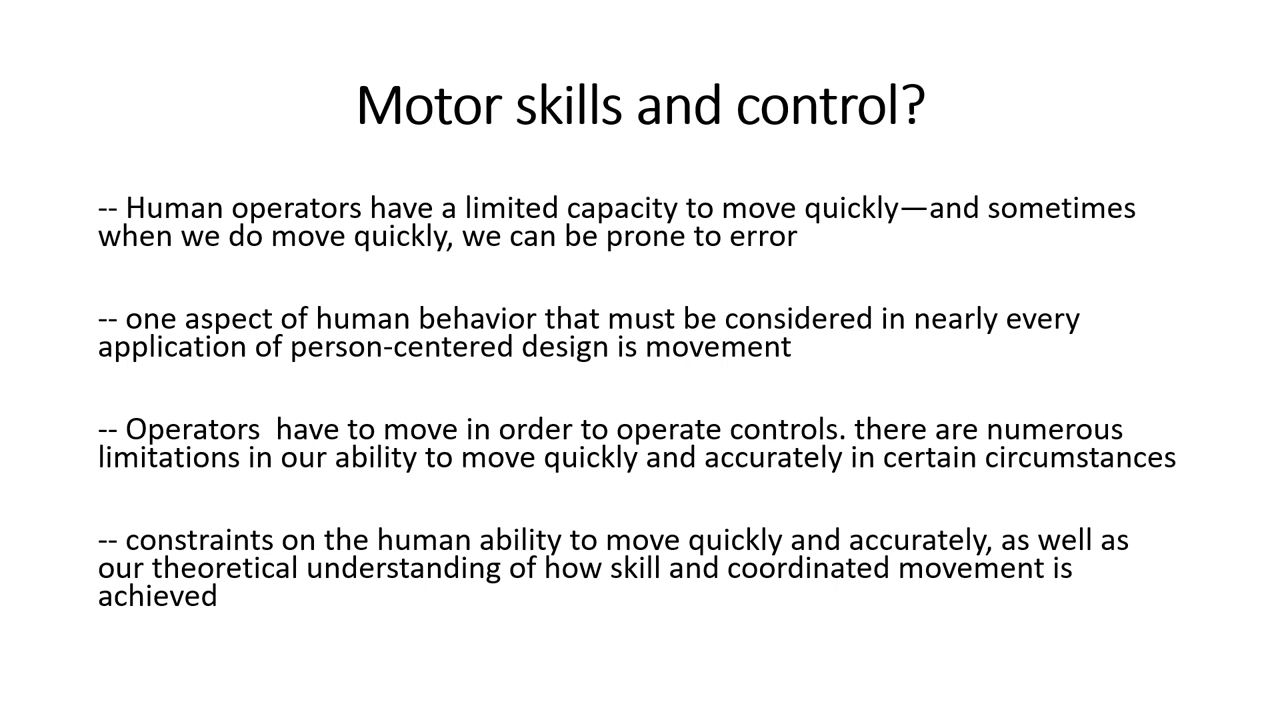 Motor skills and control?
-- Human operators have a limited capacity to move quickly—and sometimes
when we do move quickly, we can be prone to error
-- one aspect of human behavior that must be considered in nearly every
application of person-centered design is movement
-- Operators  have to move in order to operate controls. there are numerous
limitations in our ability to move quickly and accurately in certain circumstances
-- constraints on the human ability to move quickly and accurately, as well as
our theoretical understanding of how skill and coordinated movement is
achieved